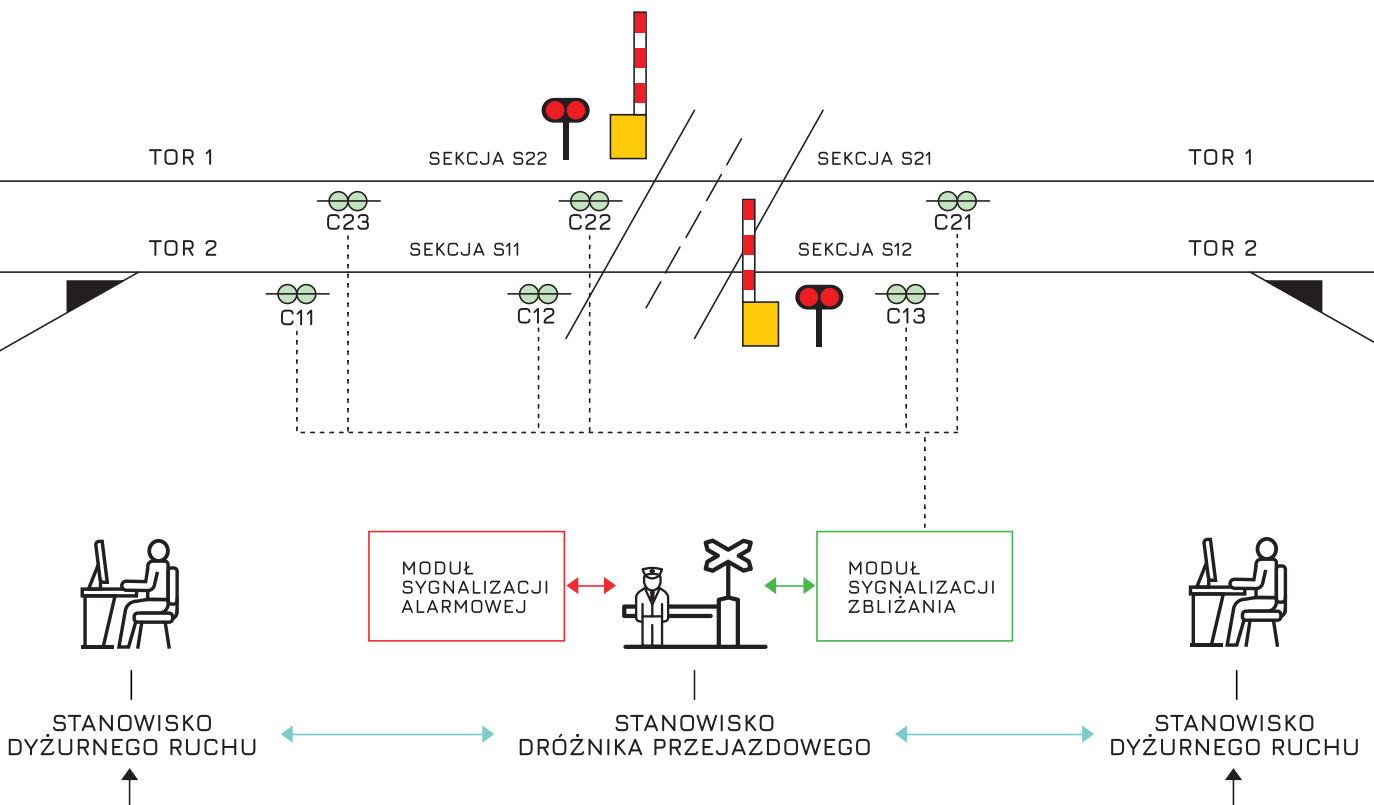 TOR 1
SEKCJA S22
SEKCJA S21
TOR 1
C23
C22
C21
TOR 2
SEKCJA S11
SEKCJA S12
TOR 2
C11
C12
C13
MODUŁ
SYGNALIZACJI
ALARMOWEJ
MODUŁ
SYGNALIZACJI
ZBLIŻANIA
STANOWISKO
DYŻURNEGO RUCHU
STANOWISKO
DRÓŻNIKA PRZEJAZDOWEGO
STANOWISKO
DYŻURNEGO RUCHU